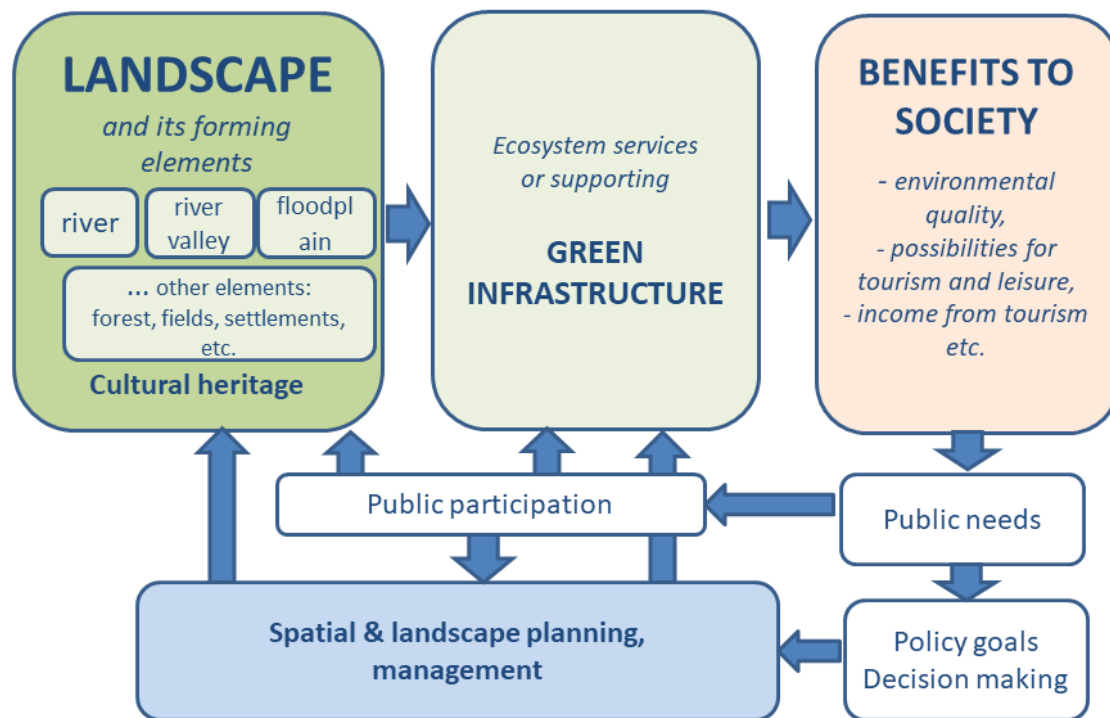 LANDSCAPE
and its forming
elements
river
river
valley
floodpl
ain
... other elements:
forest, fields, settlements,
etc.
Cultural heritage
Ecosystem services
or supporting
GREEN
INFRASTRUCTURE
BENEFITS TO
SOCIETY
- environmental
quality,
- possibilities for
tourism and leisure,
- income from tourism
etc.
Public participation
Public needs
Spatial & landscape planning,
management
Policy goals
Decision making